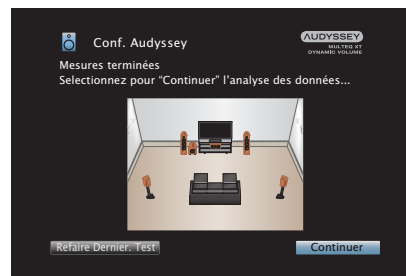 Conf. Audyssey
AUDYSSEY
MULTEQ XT
DYNAMIC VOLUME
Mesures terminées
Selectionnez pour “Continuer” l’analyse des données...
Refaire Dernier. Test
Continuer